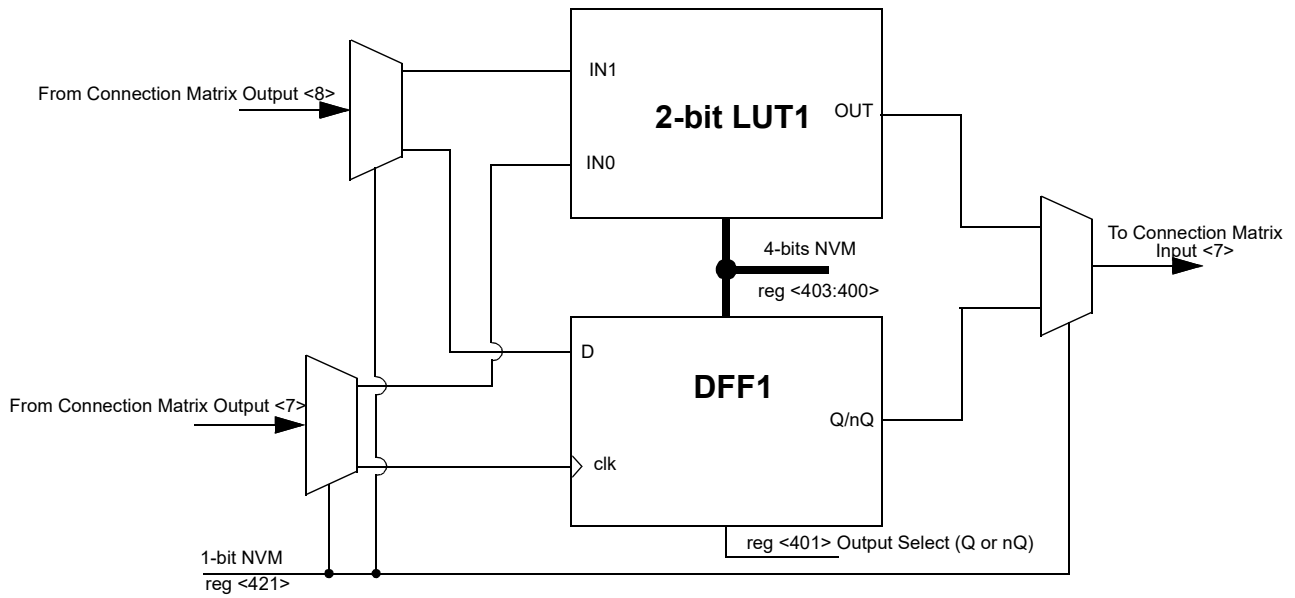 From Connection Matrix Output <8>
IN1
2-bit LUT1
OUT
IN0
To Connection Matrix
Input <7>
4-bits NVM
reg <403:400>
D
DFF1
From Connection Matrix Output <7>
Q/nQ
clk
reg <401> Output Select (Q or nQ)
1-bit NVM
reg <421>